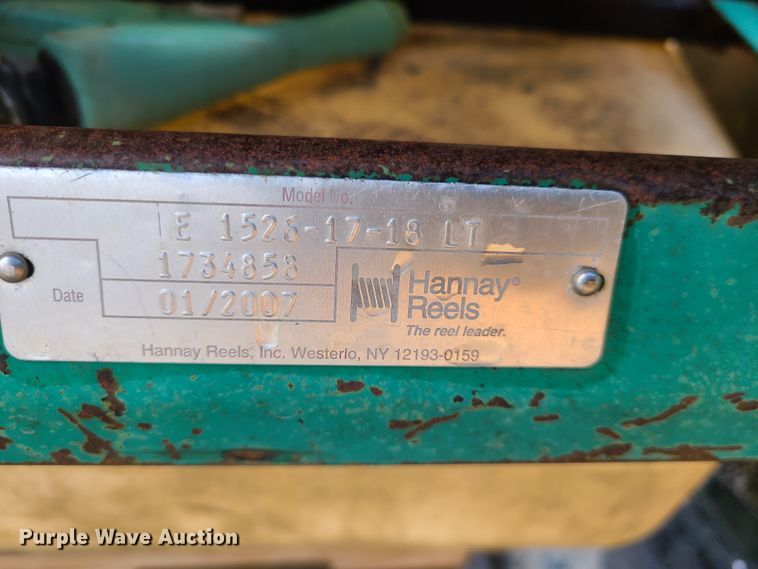 Model No.
E 1526-17-18 LT
1734858
Date 01/2007
Hannay®
Reels
The reel leader.
Hannay Reels, Inc. Westerlo, NY 12193-0159
Purple Wave Auction